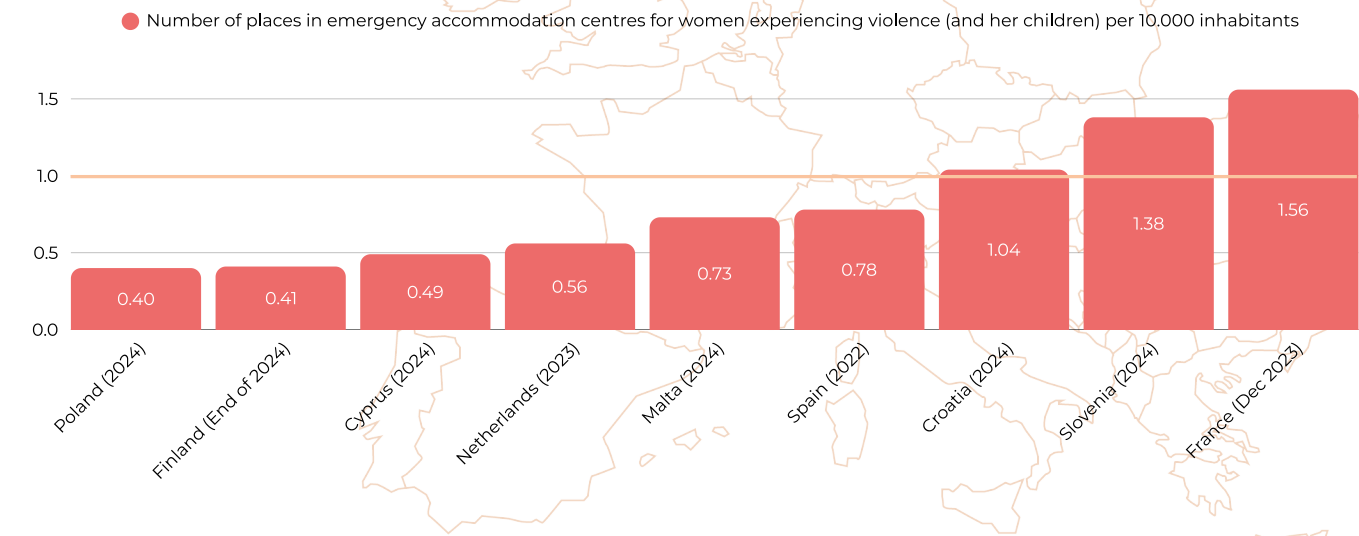 Number of places in emergency accommodation centres for women experiencing violence (and her children) per 10.000 inhabitants
1.5
1.0
0.5
0.0
0.40
0.41
0.49
0.56
0.73
0.78
1.04
1.38
1.56
Poland (2024)
Finland (End of 2024)
Cyprus (2024)
Netherlands (2023)
Malta (2024)
Spain (2022)
Croatia (2024)
Slovenia (2024)
France (Dec 2023)